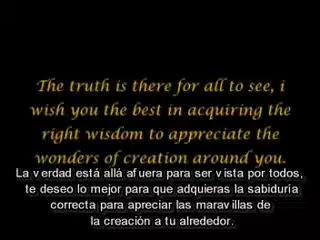 The truth is there for all to see, i
wish you the best in acquiring the
right wisdom to appreciate the
wonders of creation around you.
La verdad está allá afuera para ser vista por todos,
te deseo lo mejor para que adquieras la sabiduría
correcta para apreciar las maravillas de
la creación a tu alrededor.